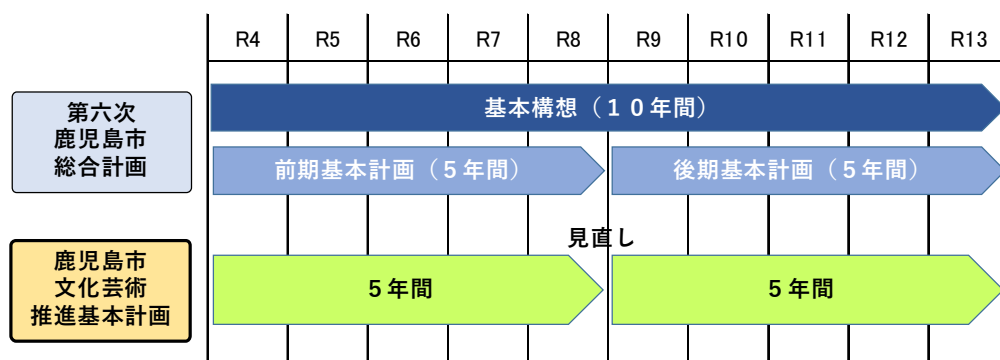 R4 R5 R6 R7 R8 R9 R10 R11 R12 R13
第六次
鹿児島市
総合計画
基本構想（１０年間）
前期基本計画（５年間） 後期基本計画（５年間）
見直し
鹿児島市
文化芸術
推進基本計画
５年間 ５年間